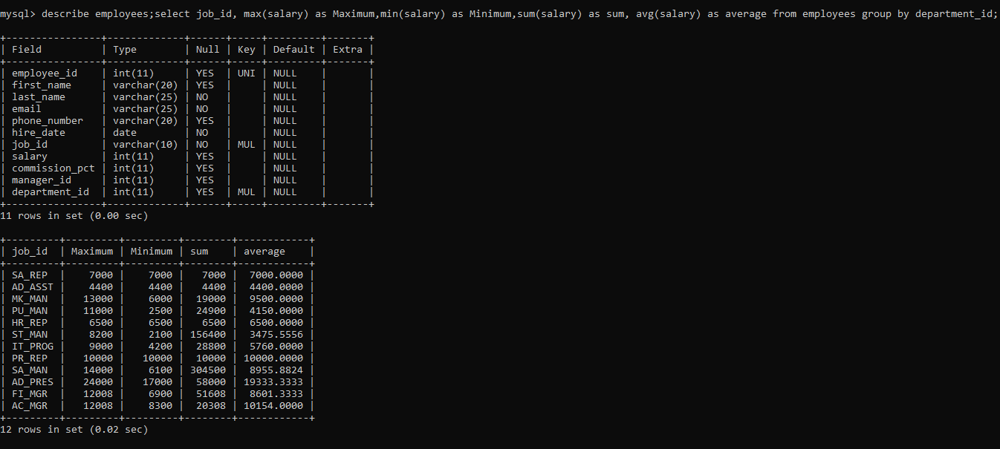 mysql> describe employees;select job_id, max(salary) as Maximum,min(salary) as Minimum,sum(salary) as sum, avg(salary) as average from employees group by department_id;
+----------------+-------------+------+-----+---------+-------+
| Field          | Type        | Null | Key | Default | Extra |
+----------------+-------------+------+-----+---------+-------+
| employee_id    | int(11)     | YES  | UNI | NULL    |       |
| first_name     | varchar(20) | YES  |     | NULL    |       |
| last_name      | varchar(25) | NO   |     | NULL    |       |
| email          | varchar(25) | NO   |     | NULL    |       |
| phone_number   | varchar(20) | YES  |     | NULL    |       |
| hire_date      | date        | NO   |     | NULL    |       |
| job_id         | varchar(10) | NO   | MUL | NULL    |       |
| salary         | int(11)     | YES  |     | NULL    |       |
| commission_pct | int(11)     | YES  |     | NULL    |       |
| manager_id     | int(11)     | YES  |     | NULL    |       |
| department_id  | int(11)     | YES  | MUL | NULL    |       |
+----------------+-------------+------+-----+---------+-------+
11 rows in set (0.00 sec)
+---------+---------+---------+--------+------------+
| job_id  | Maximum | Minimum | sum    | average    |
+---------+---------+---------+--------+------------+
| SA_REP  |    7000 |    7000 |   7000 |  7000.0000 |
| AD_ASST |    4400 |    4400 |   4400 |  4400.0000 |
| MK_MAN  |   13000 |    6000 |  19000 |  9500.0000 |
| PU_MAN  |   11000 |    2500 |  24900 |  4150.0000 |
| HR_REP  |    6500 |    6500 |   6500 |  6500.0000 |
| ST_MAN  |    8200 |    2100 | 156400 |  3475.5556 |
| IT_PROG |    9000 |    4200 |  28800 |  5760.0000 |
| PR_REP  |   10000 |   10000 |  10000 | 10000.0000 |
| SA_MAN  |   14000 |    6100 | 304500 |  8955.8824 |
| AD_PRES |   24000 |   17000 |  58000 | 19333.3333 |
| FI_MGR  |   12008 |    6900 |  51608 |  8601.3333 |
| AC_MGR  |   12008 |    8300 |  20308 | 10154.0000 |
+---------+---------+---------+--------+------------+
12 rows in set (0.02 sec)